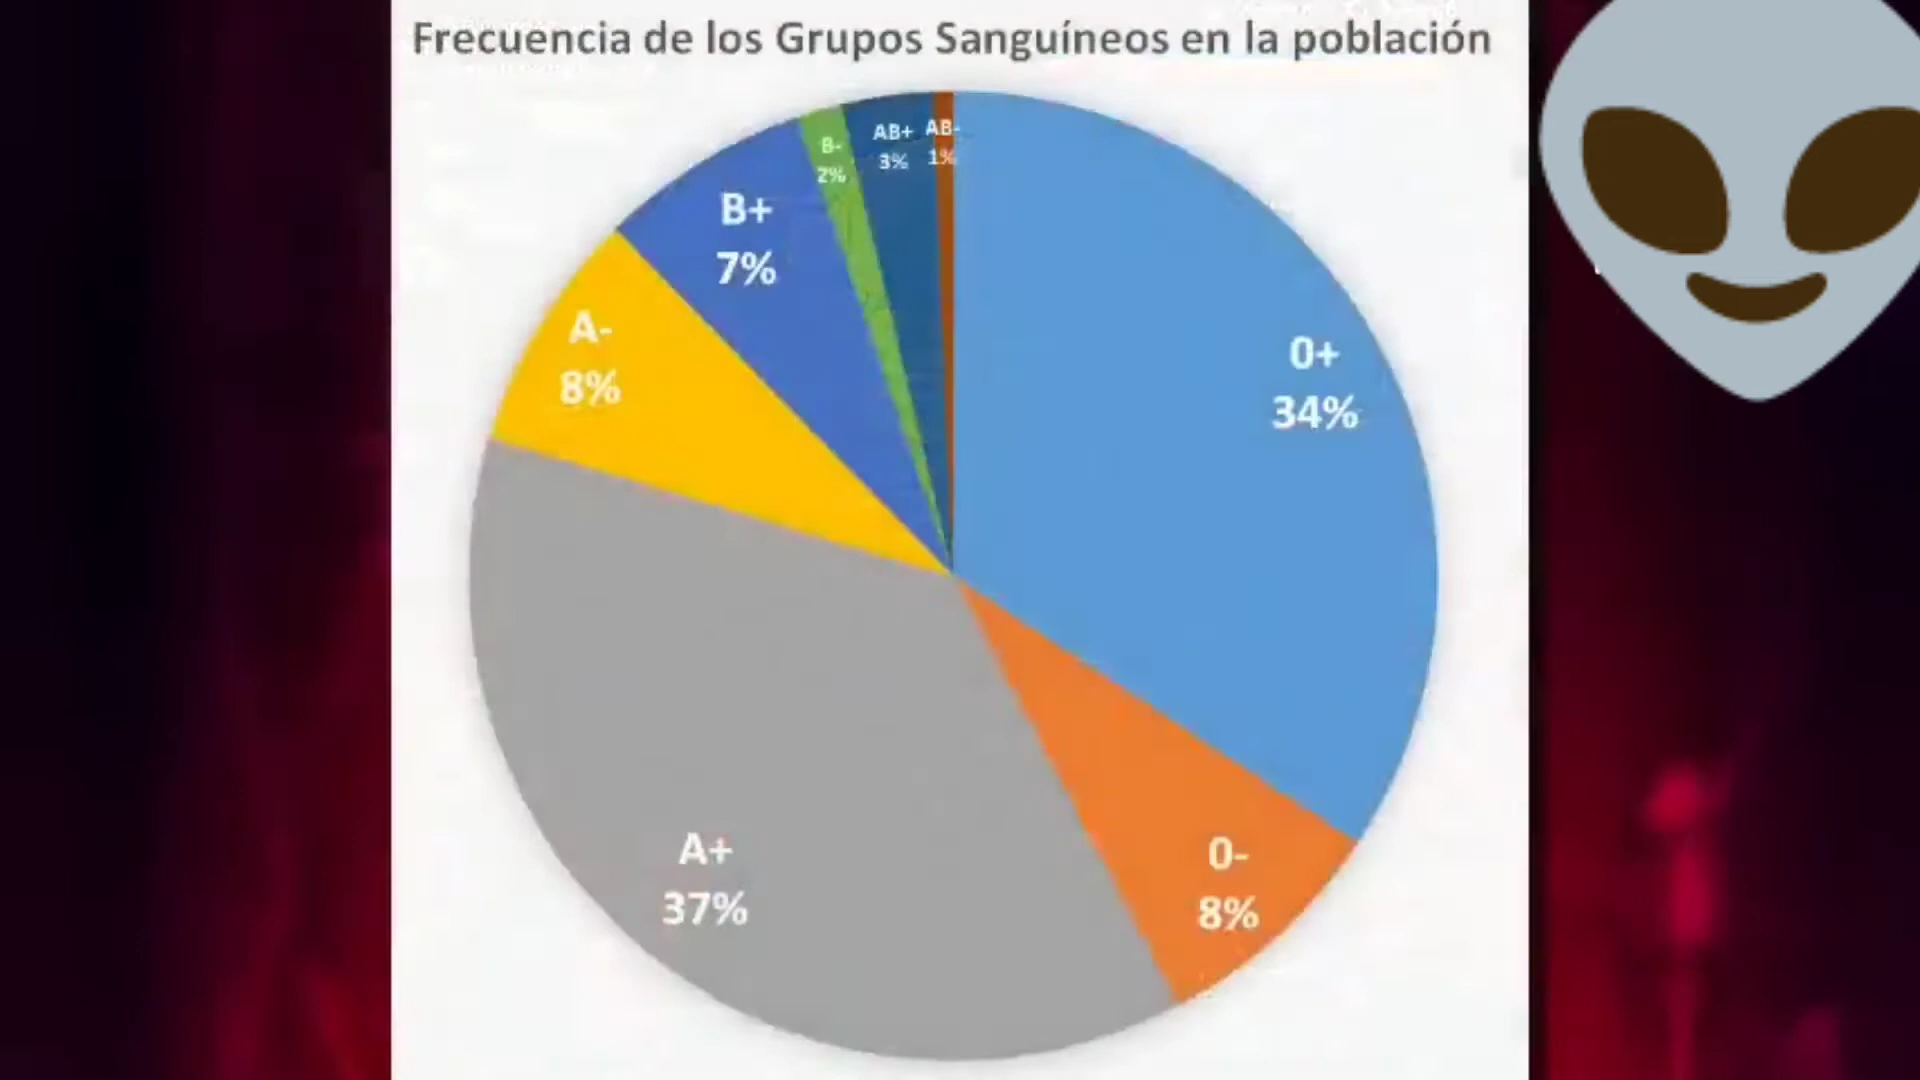 Frecuencia de los Grupos Sanguíneos en la población
B-
2%
AB+
3%
AB-
1%
B+
7%
A-
8%
0+
34%
A+
37%
0-
8%